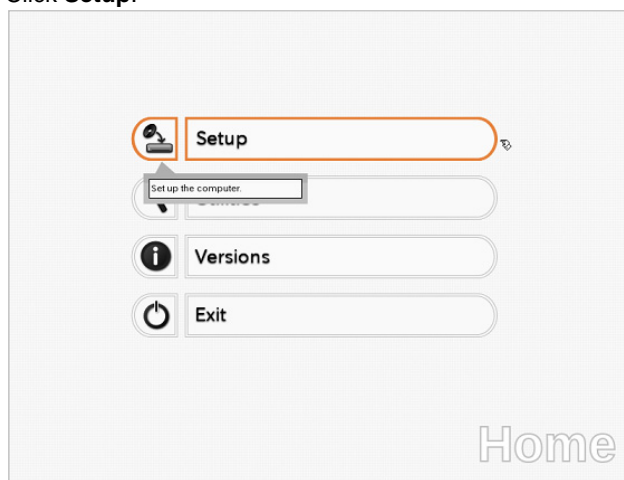 Click Setup.
Setup
Set up the computer.
Versions
Exit
Home